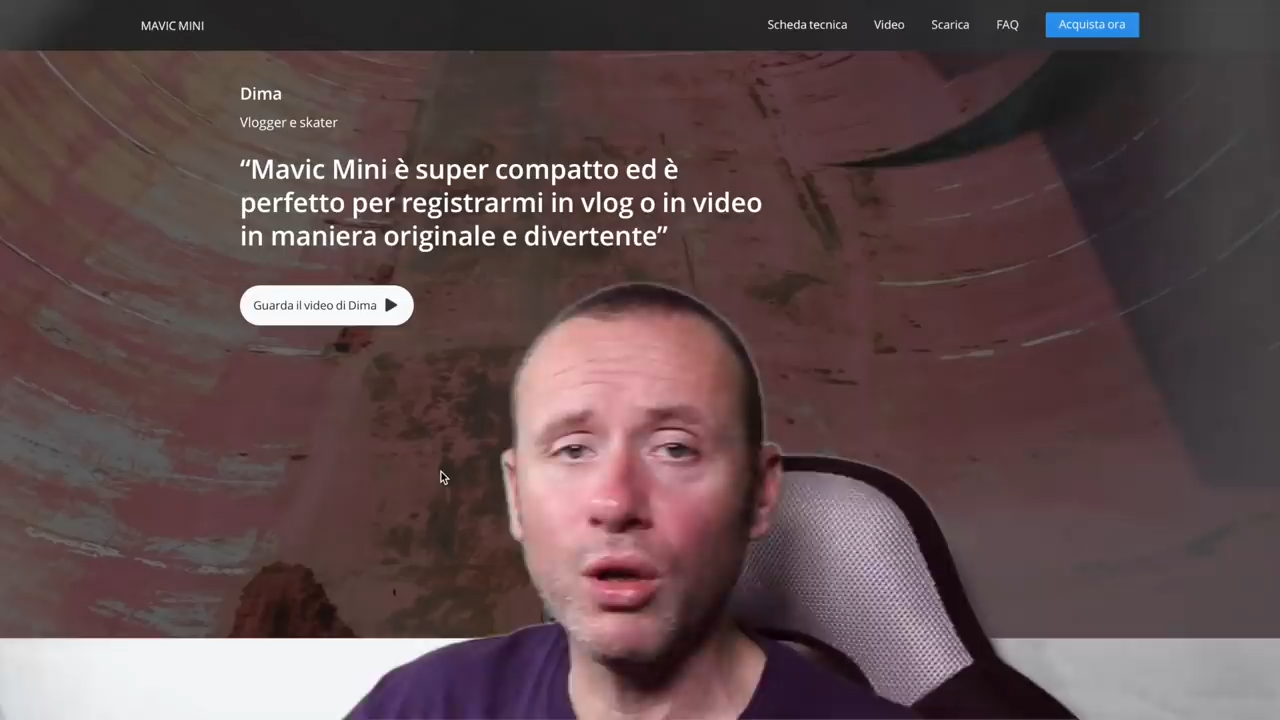 MAVIC MINI
Scheda tecnica
Video
Scarica
FAQ
Acquista ora
Dima
Vlogger e skater
“Mavic Mini è super compatto ed è
perfetto per registrarmi in vlog o in video
in maniera originale e divertente”
Guarda il video di Dima